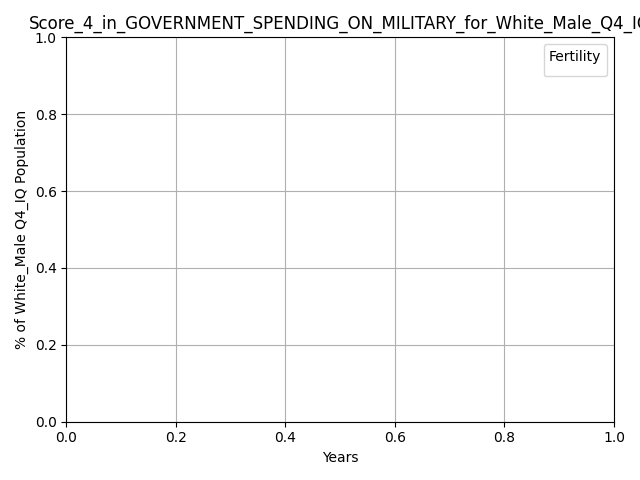 Score_4_in_GOVERNMENT_SPENDING_ON_MILITARY_for_White_Male_Q4_IQ
Fertility
% of White_Male Q4_IQ Population
1.0
0.8
0.6
0.4
0.2
0.0
0.0 0.2 0.4 0.6 0.8 1.0
Years